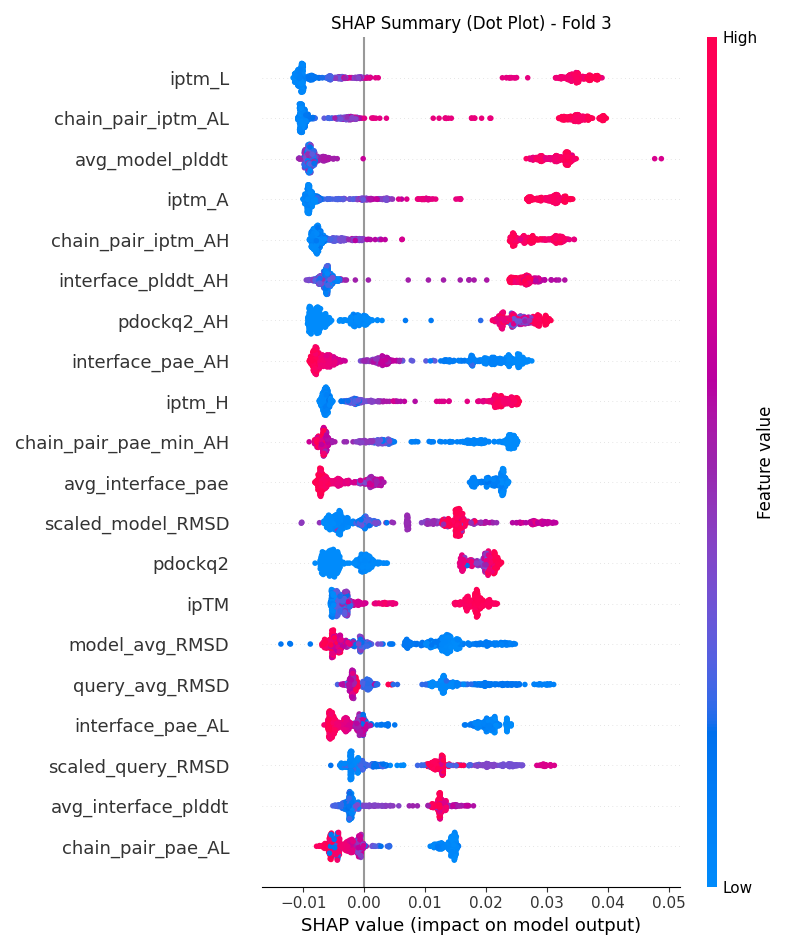 SHAP Summary (Dot Plot) - Fold 3
High
iptm_L
chain_pair_iptm_AL
avg_model_plddt
iptm_A
chain_pair_iptm_AH
interface_plddt_AH
pdockq2_AH
interface_pae_AH
iptm_H
chain_pair_pae_min_AH
avg_interface_pae
scaled_model_RMSD
pdockq2
ipTM
model_avg_RMSD
query_avg_RMSD
interface_pae_AL
scaled_query_RMSD
avg_interface_plddt
chain_pair_pae_AL
Feature value
Low
−0.01 0.00 0.01 0.02 0.03 0.04 0.05
SHAP value (impact on model output)